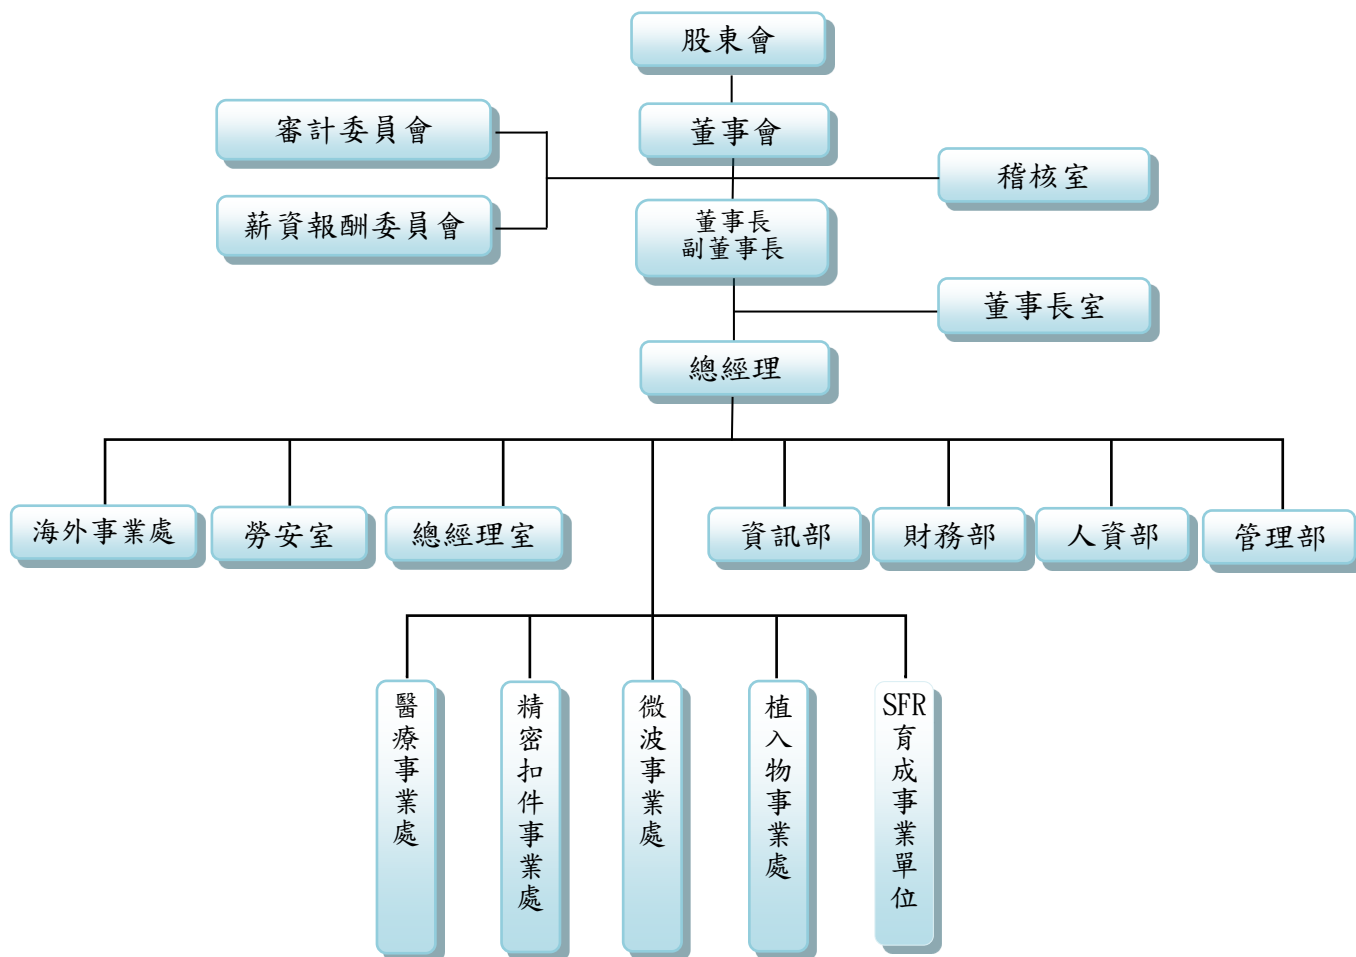 股東會
審計委員會
董事會
稽核室
薪資報酬委員會
董事長
副董事長
董事長室
總經理
海外事業處
勞安室
總經理室
資訊部
財務部
人資部
管理部
醫療事業處
精密扣件事業處
微波事業處
植入物事業處
SFR育成事業單位